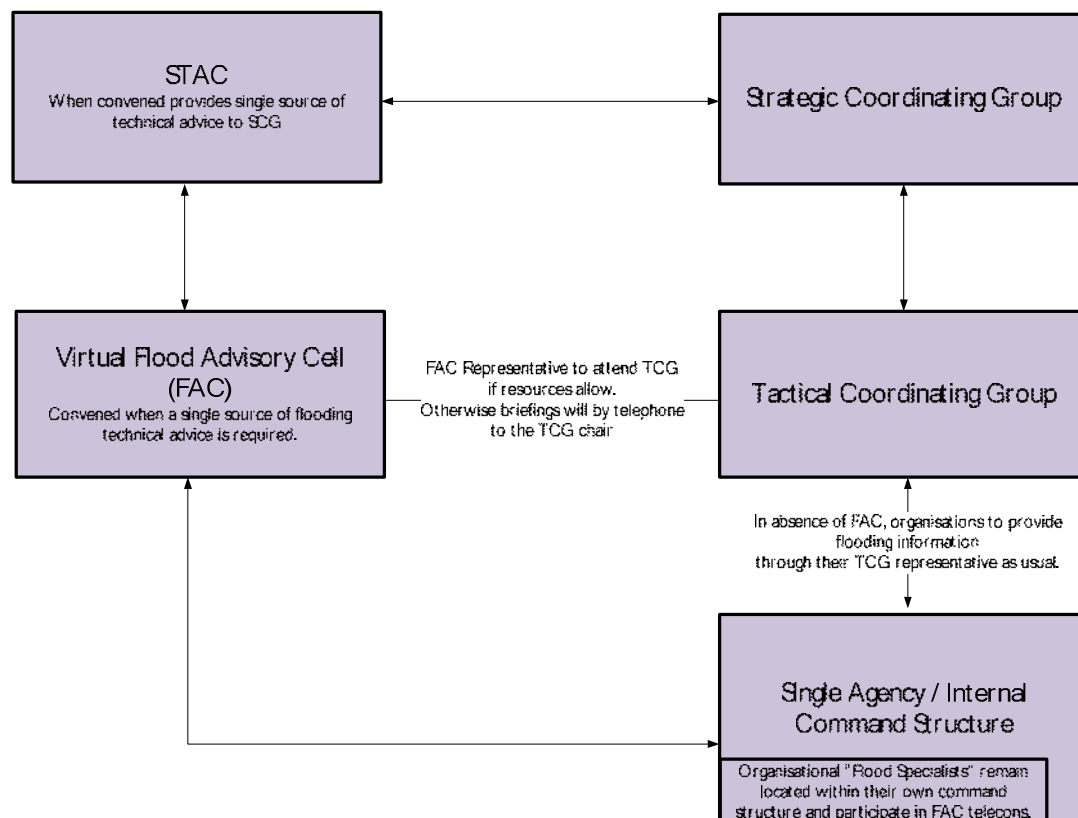 STAC
When convened provides single source of
technical advice to SCG
Strategic Coordinating Group
Virtual Flood Advisory Cell
(FAC)
Convened when a single source of flooding
technical advice is required.
FAC Representative to attend TCG
if resources allow.
Otherwise briefings will by telephone
to the TCG chair
Tactical Coordinating Group
In absence of FAC, organisations to provide
flooding information
through their TCG representative as usual.
Single Agency / Internal
Command Structure
Organisational "Flood Specialists" remain
located within their own command
structure and participate in FAC telecons.